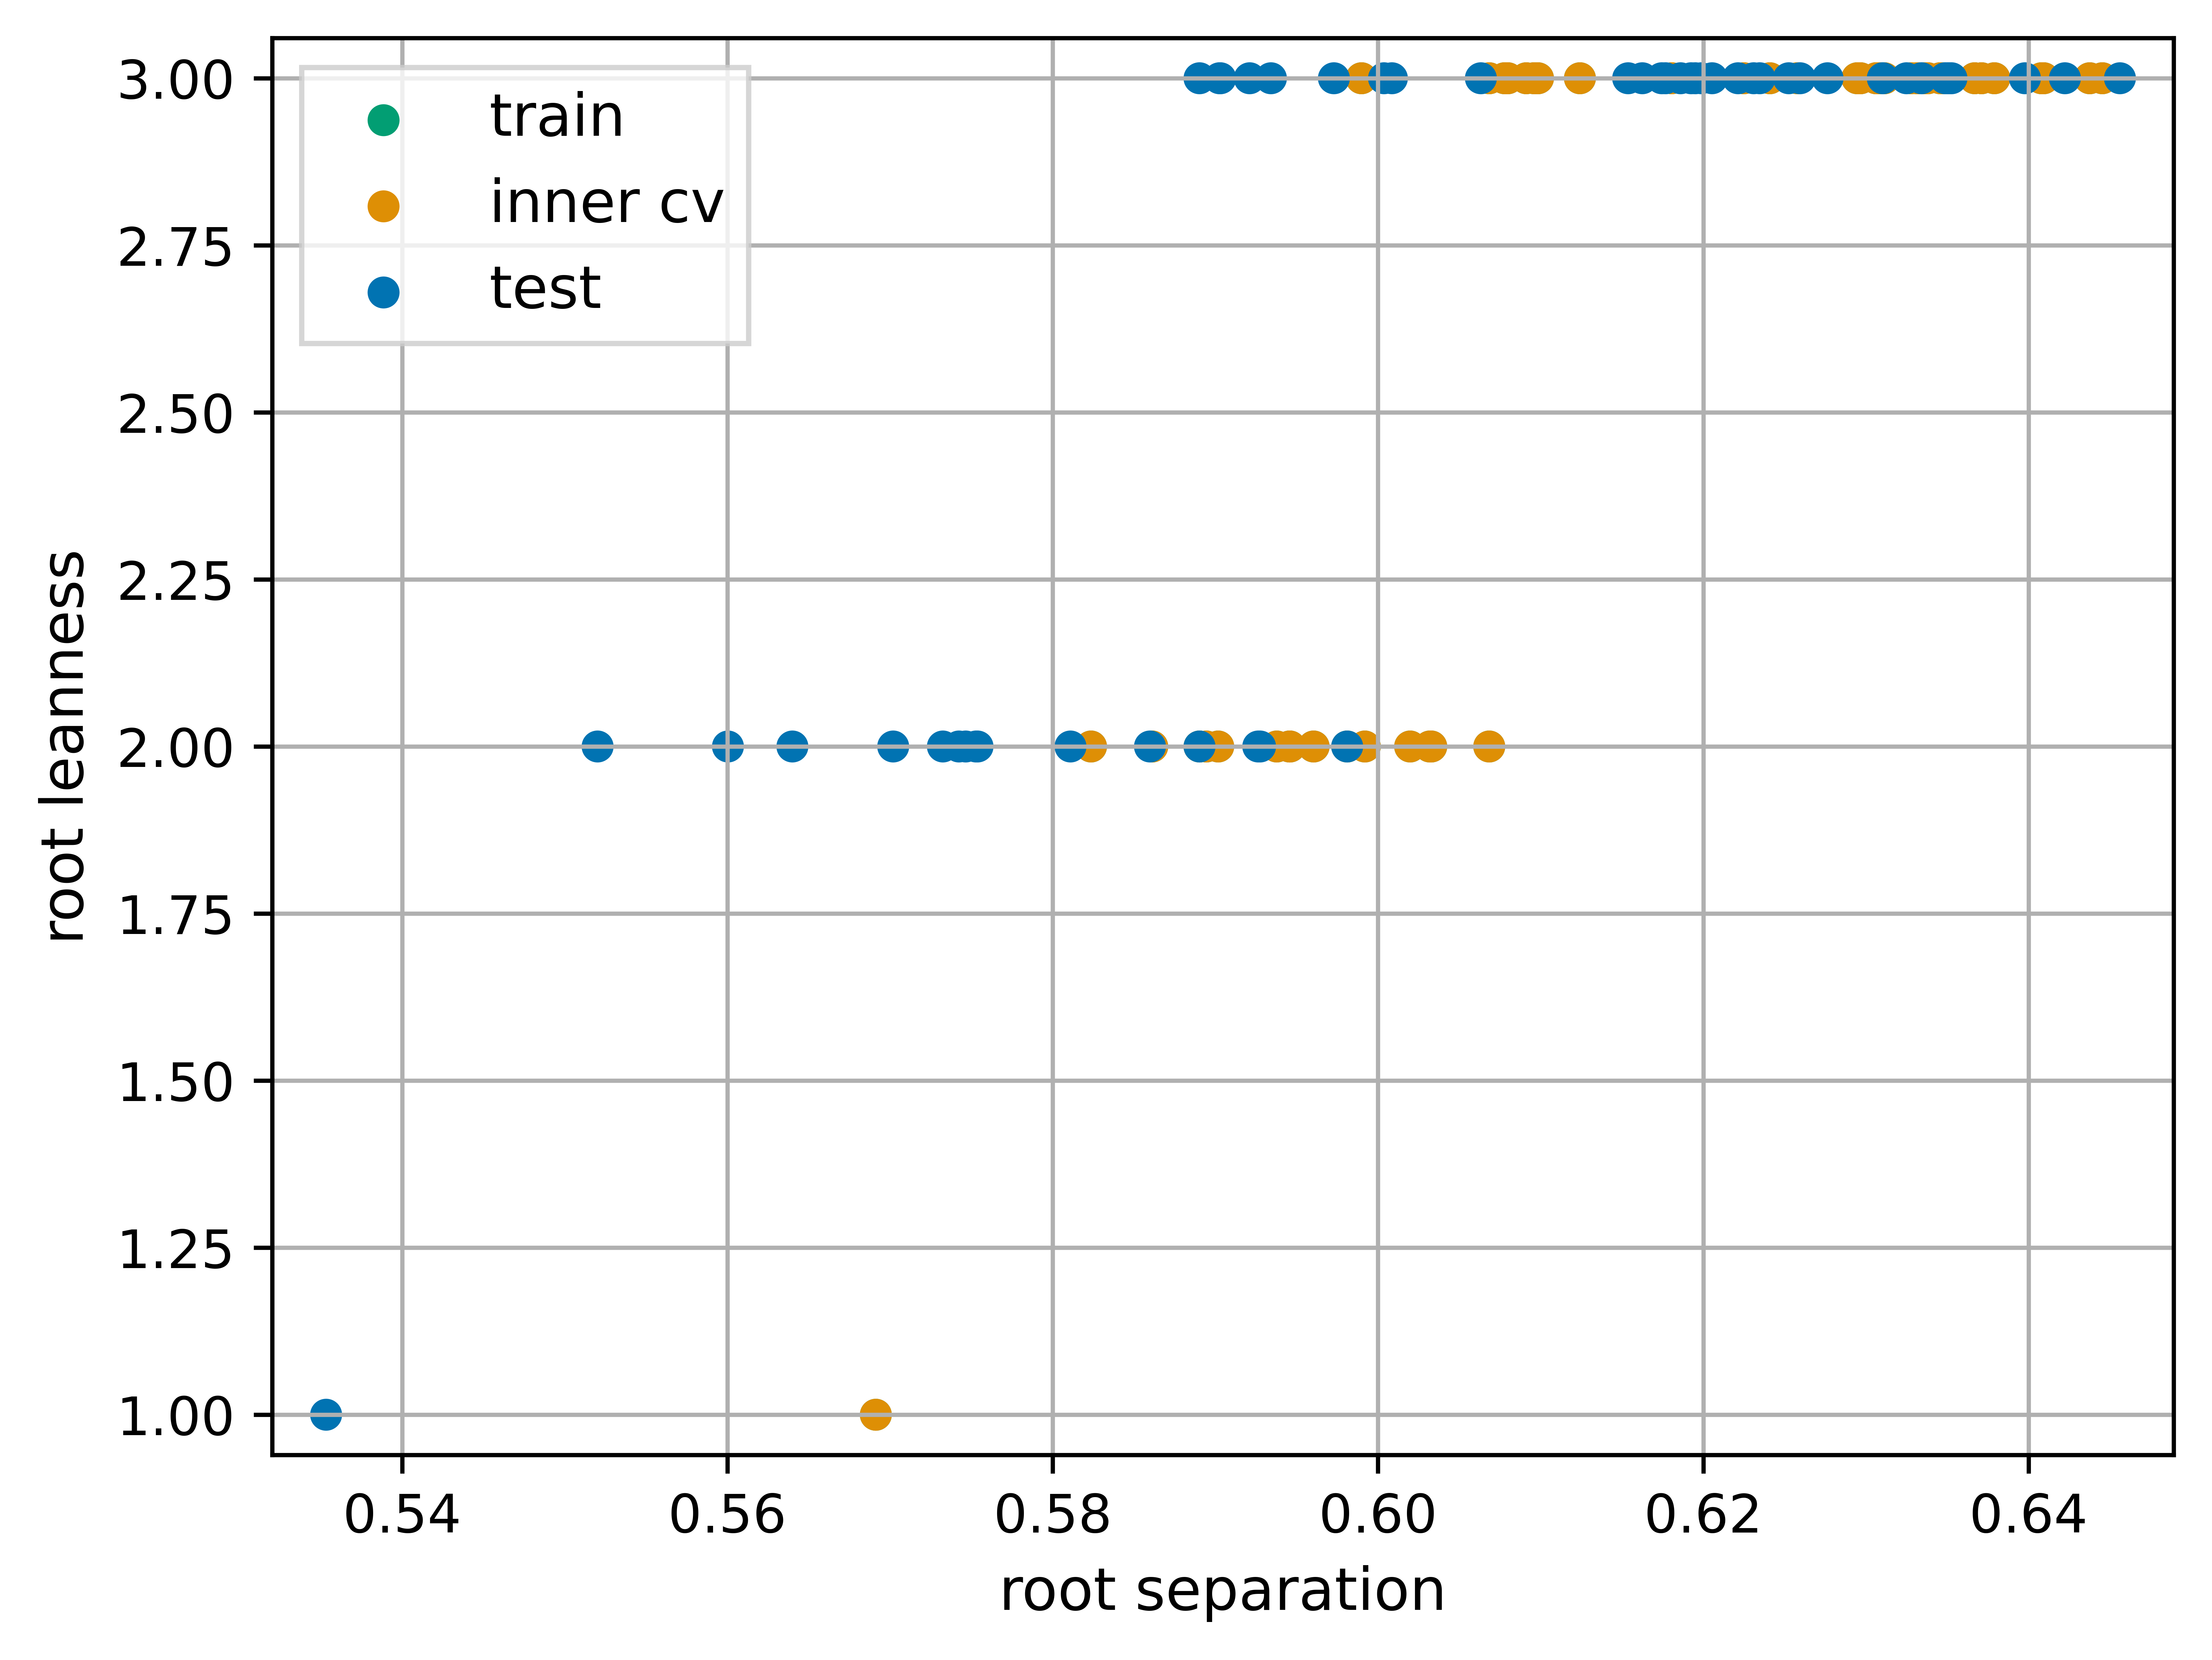 train
inner cv
test
3.00
2.75
2.50
2.25
2.00
1.75
1.50
1.25
1.00
root leanness
0.54 0.56 0.58 0.60 0.62 0.64
root separation